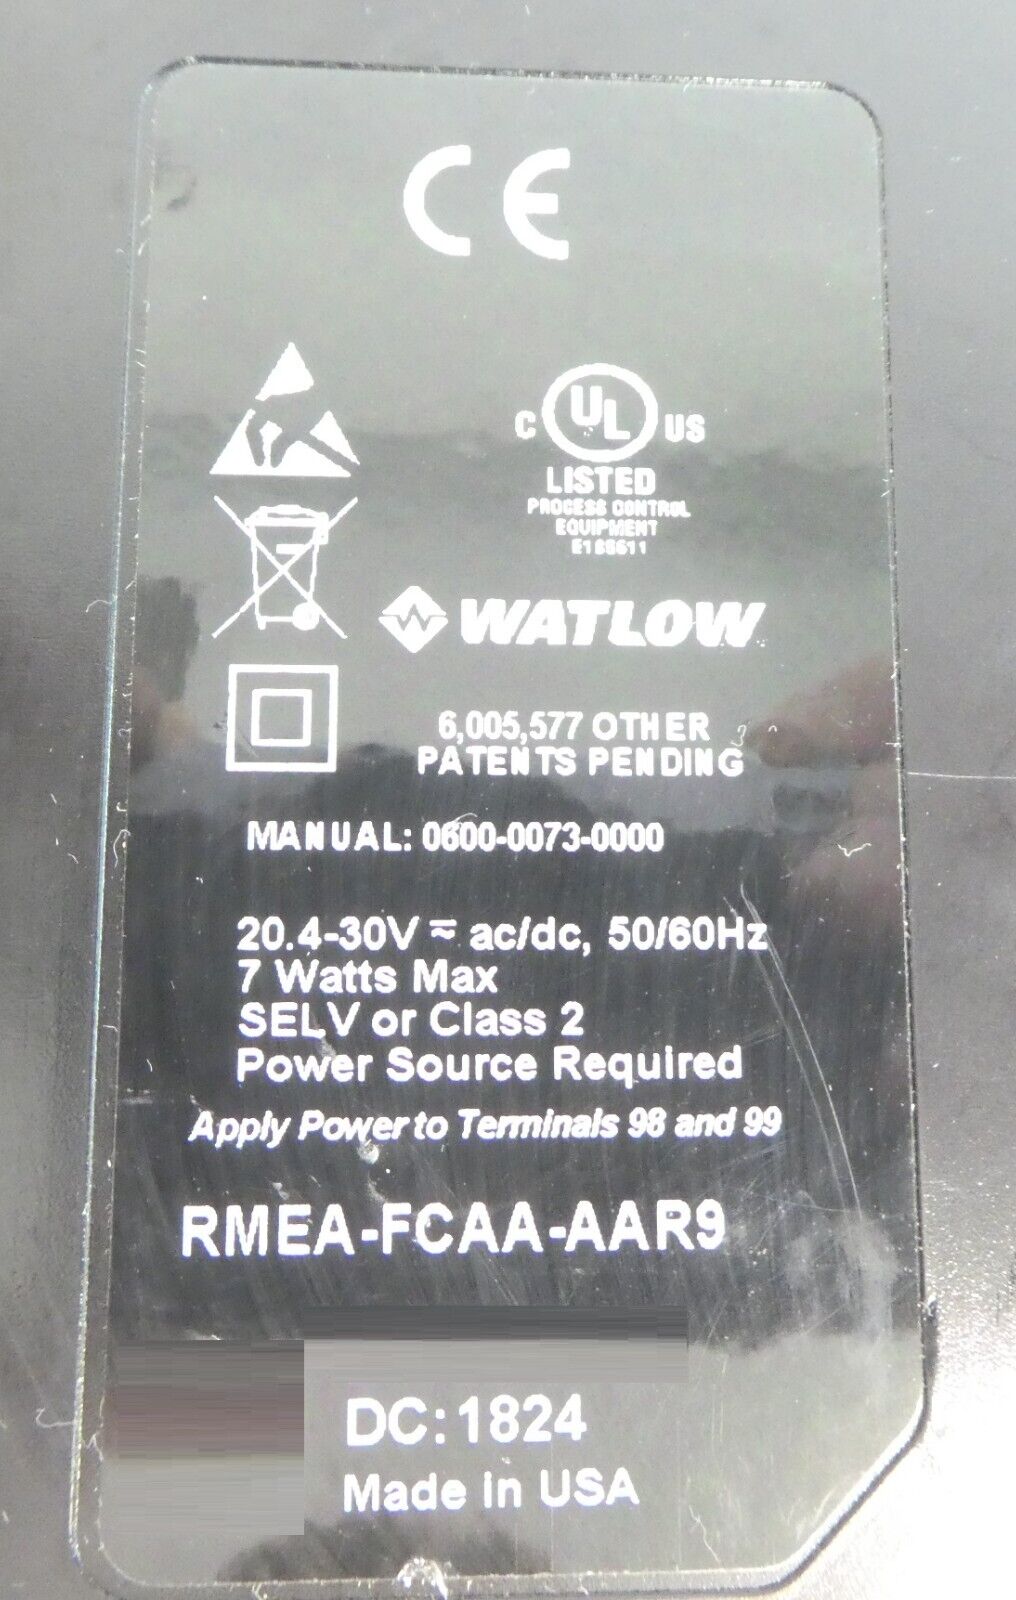 CE
C UL US
LISTED
PROCESS CONTROL
EQUIPMENT
WATLOW
6,005,577 OTHER
PATENTS PENDING
MANUAL: 0600-0073-0000
20.4-30V ≂ ac/dc, 50/60Hz
7 Watts Max
SELV or Class 2
Power Source Required
Apply Power to Terminals 98 and 99
RMEA-FCAA-AAR9
DC:1824
Made in USA